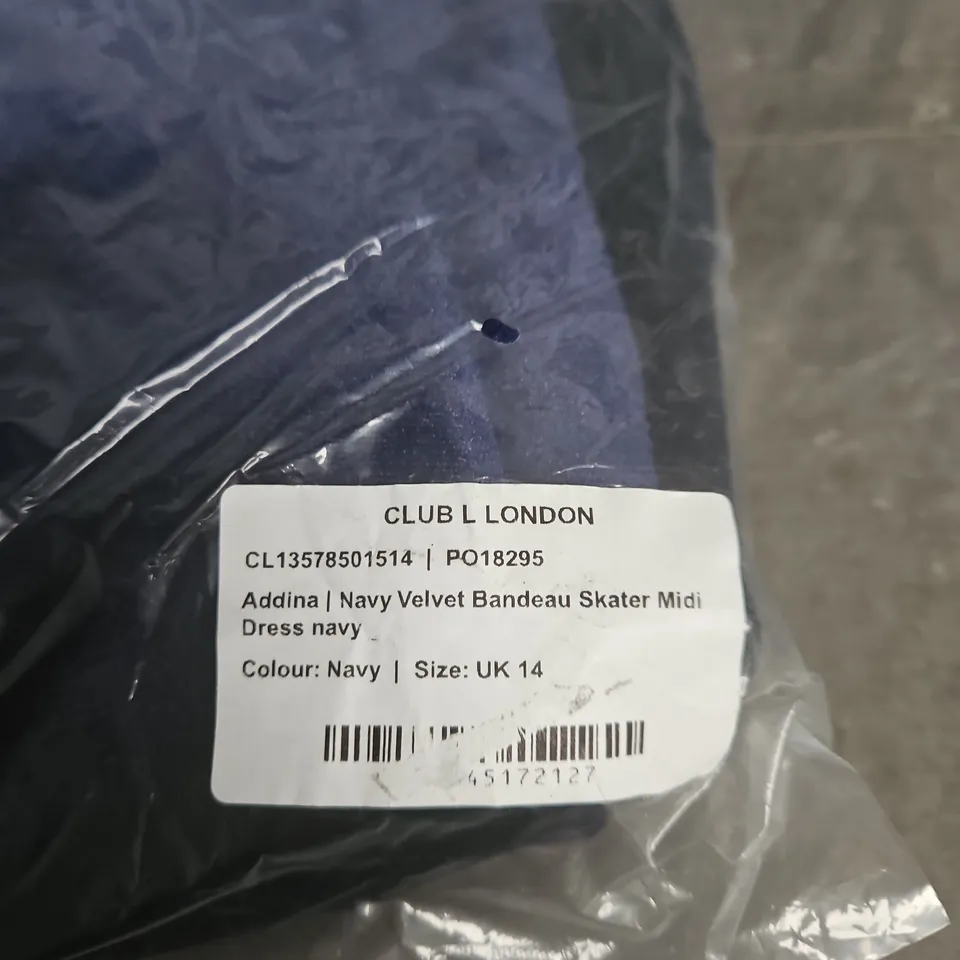 CLUB L LONDON
CL13578501514 | PO18295
Addina | Navy Velvet Bandeau Skater Midi
Dress navy
Colour: Navy | Size: UK 14
45172127